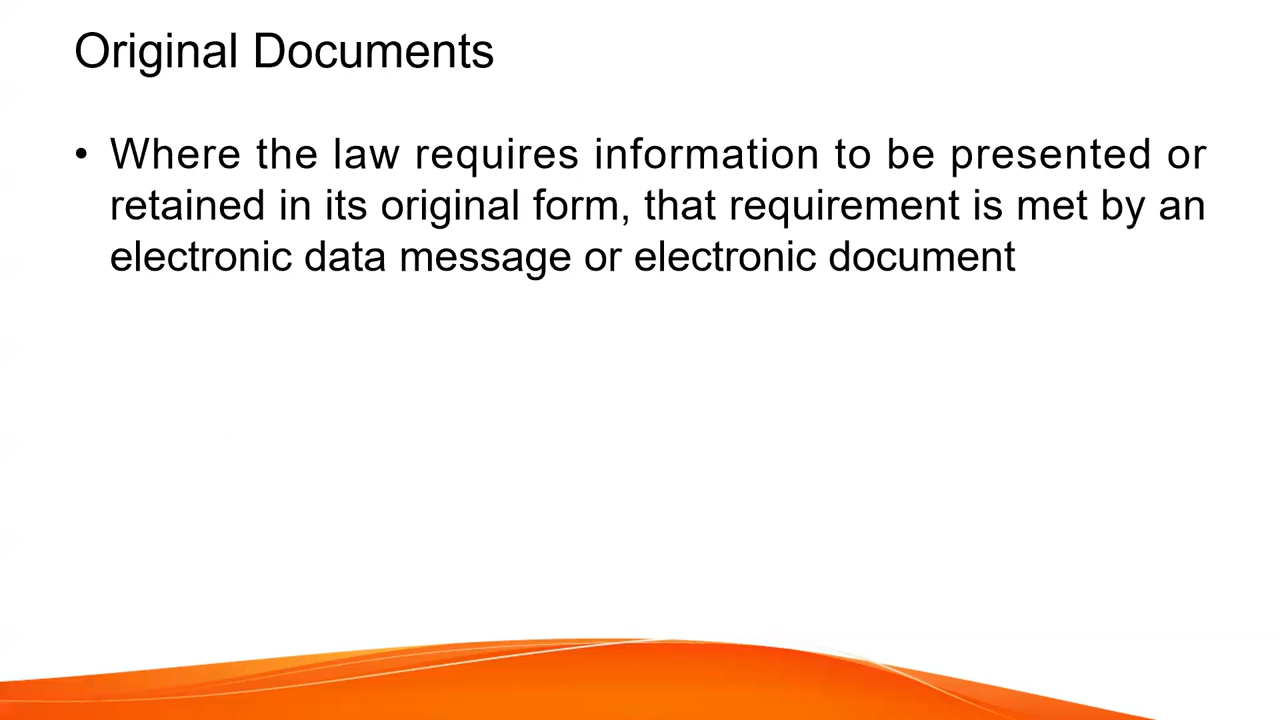 Original Documents
• Where the law requires information to be presented or
retained in its original form, that requirement is met by an
electronic data message or electronic document